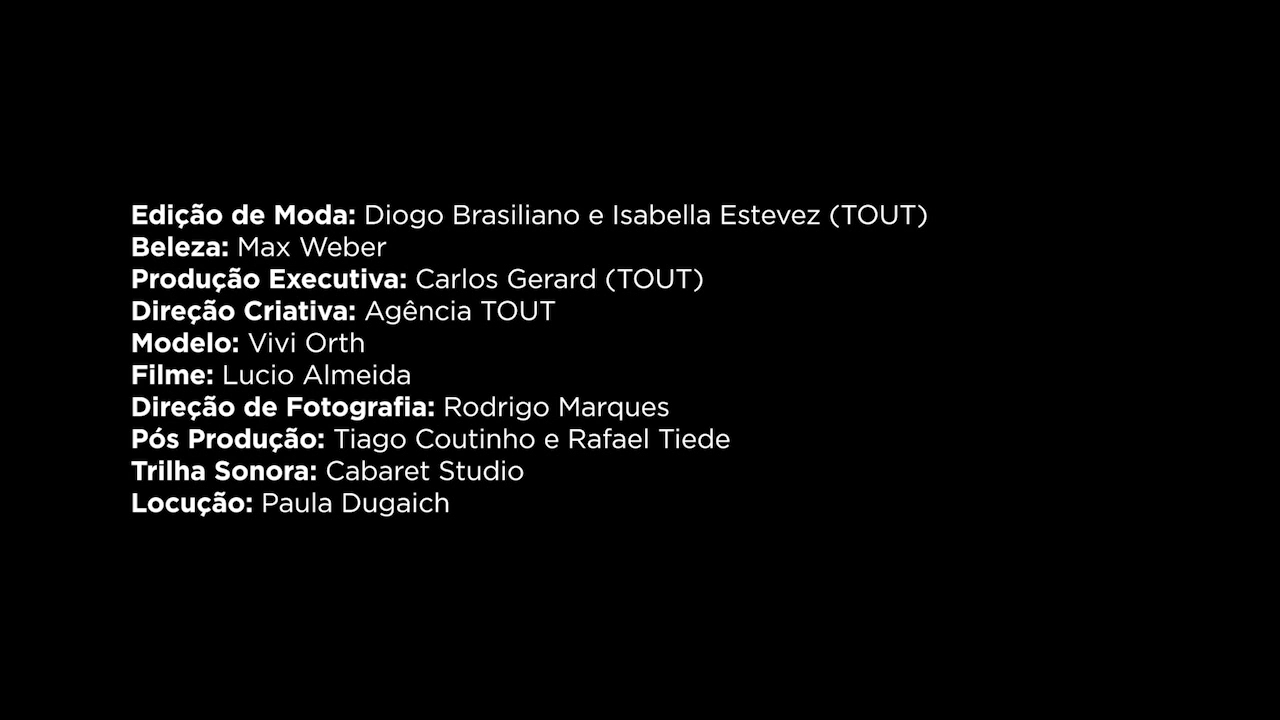 Edição de Moda: Diogo Brasiliano e Isabella Estevez (TOUT)
Beleza: Max Weber
Produção Executiva: Carlos Gerard (TOUT)
Direção Criativa: Agência TOUT
Modelo: Vivi Orth
Filme: Lucio Almeida
Direção de Fotografia: Rodrigo Marques
Pós Produção: Tiago Coutinho e Rafael Tiede
Trilha Sonora: Cabaret Studio
Locução: Paula Dugaich